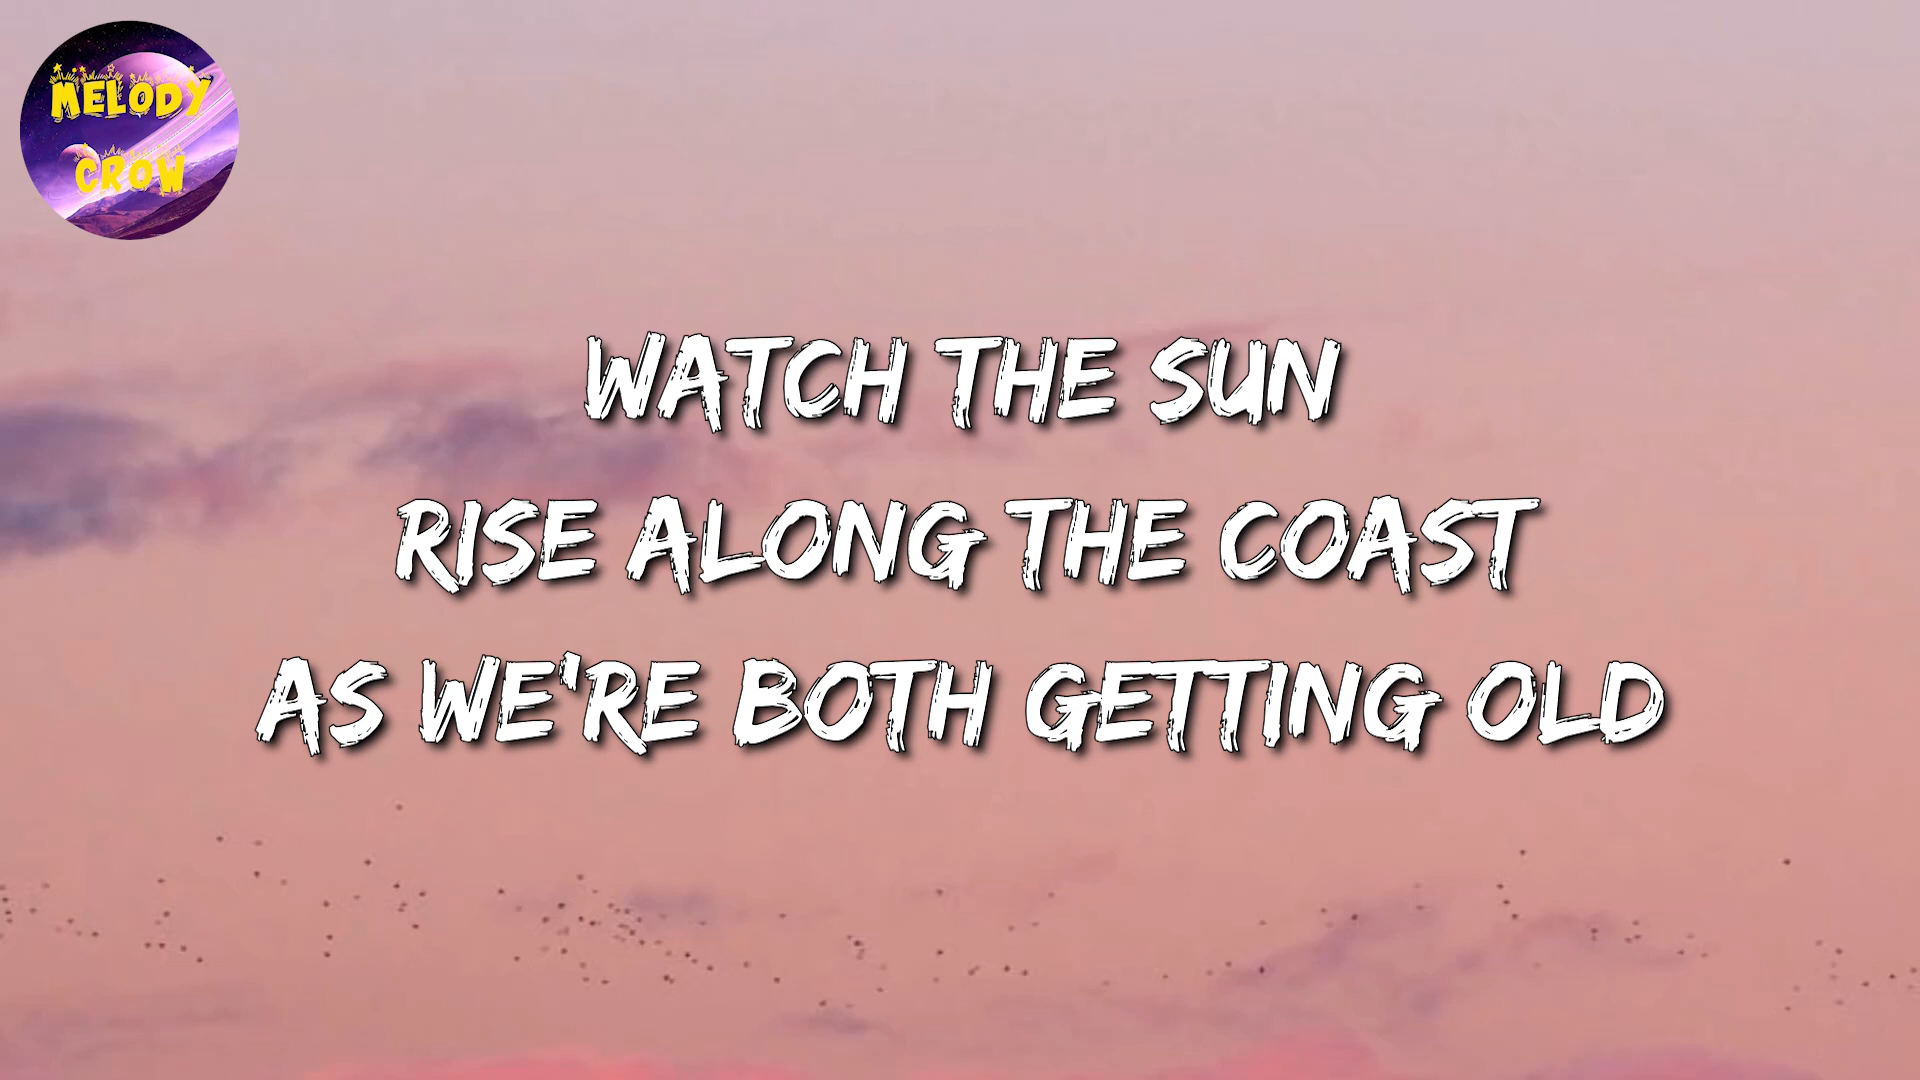 MELODY
CROW
WATCH THE SUN
RISE ALONG THE COAST
AS WE'RE BOTH GETTING OLD